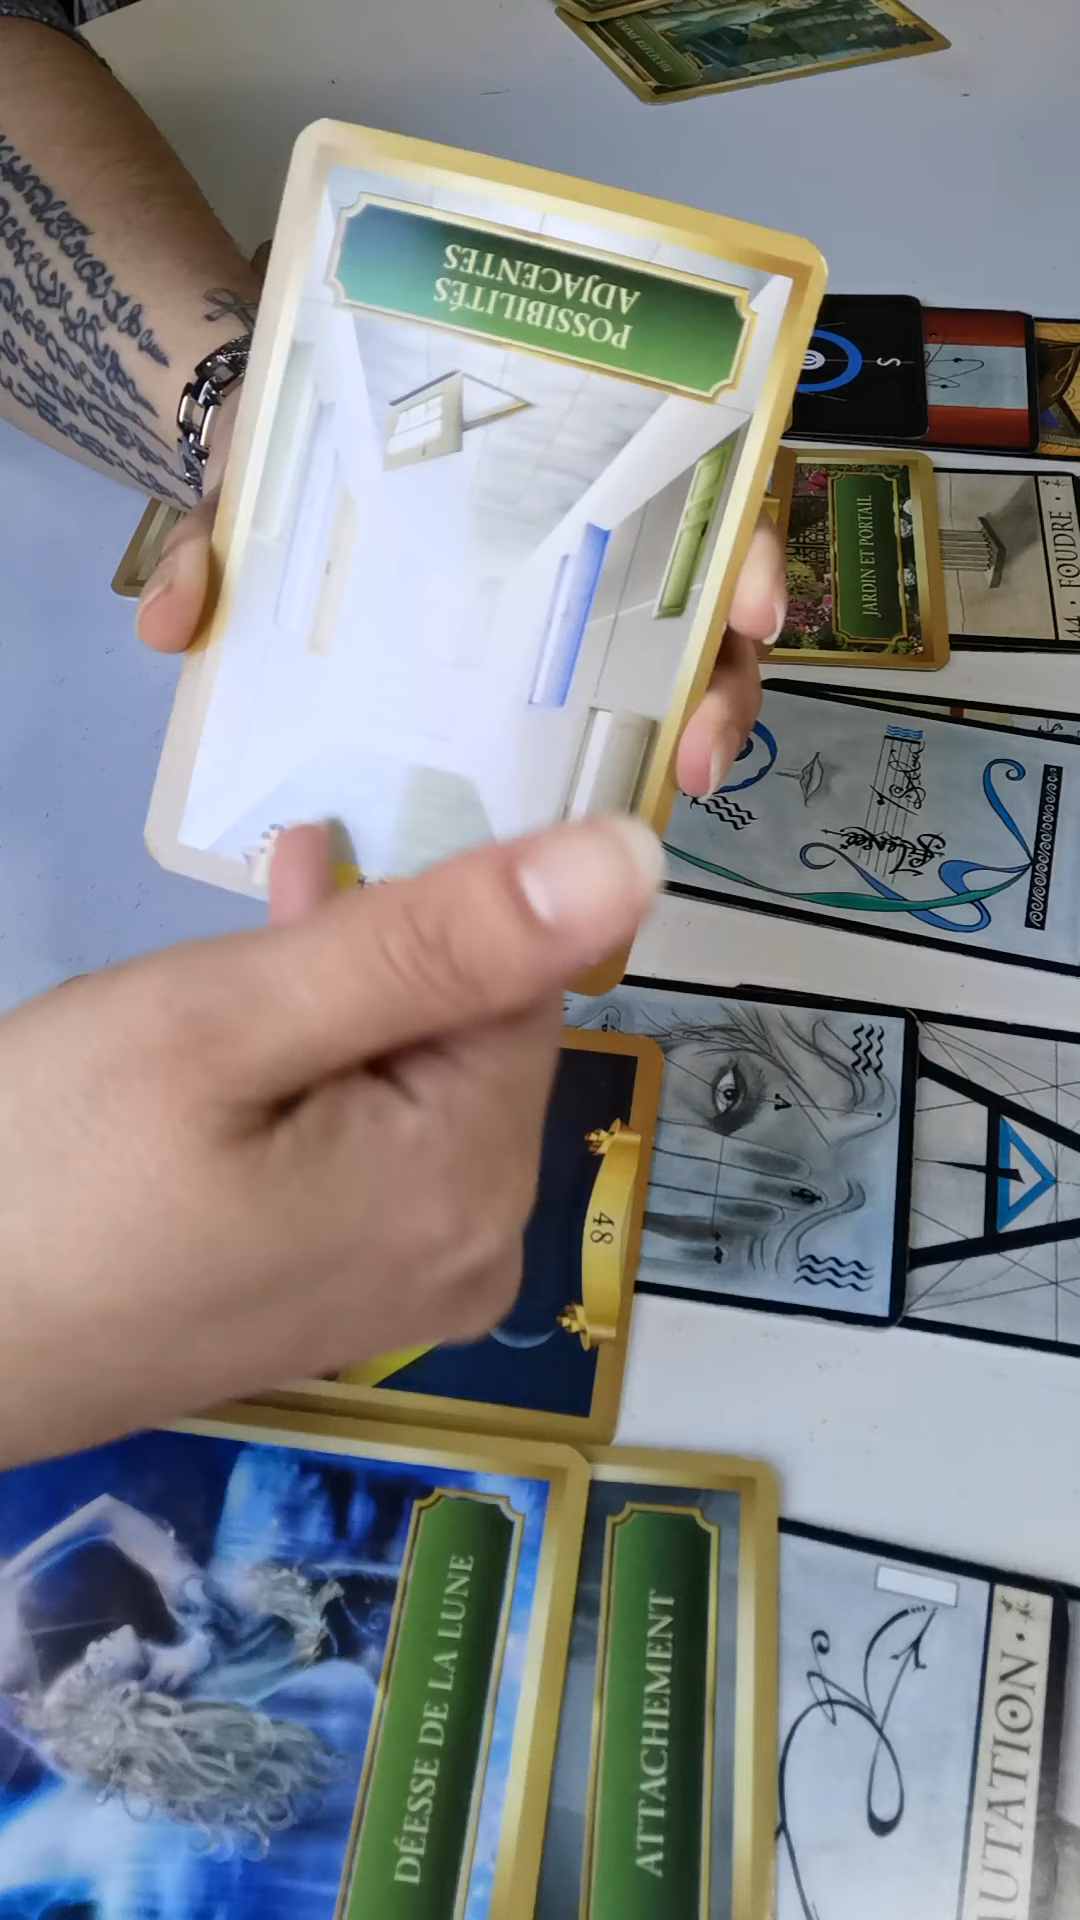 POSSIBILITÉS
ADJACENTES
S
JARDIN ET PORTAIL
44 · FOUDRE ·
48
DÉESSE DE LA LUNE
ATTACHEMENT
UTATION ·